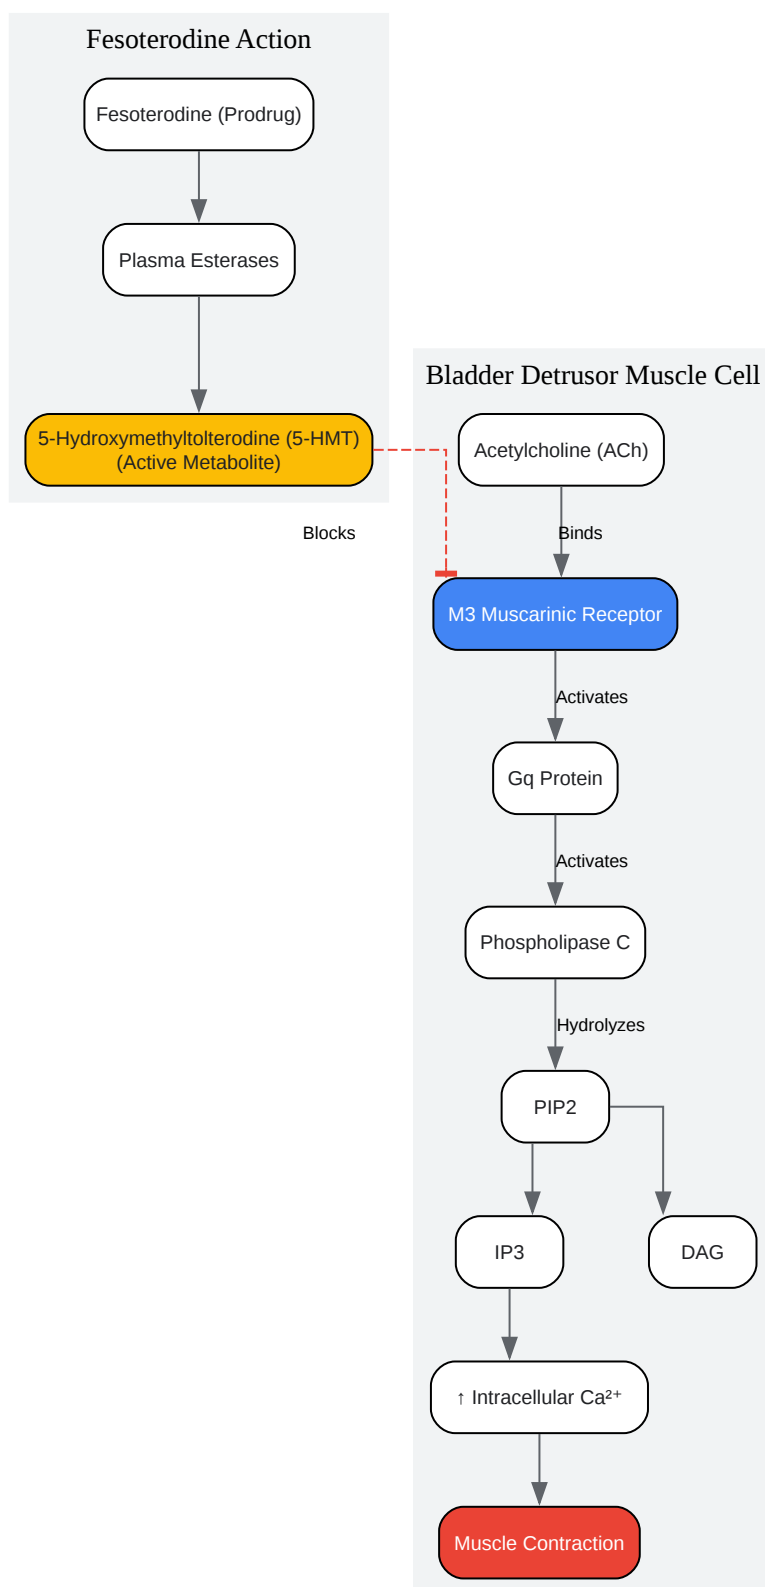 Fesoterodine Action
Fesoterodine (Prodrug)
Plasma Esterases
5-Hydroxymethyltolterodine (5-HMT)
(Active Metabolite)
Blocks
Bladder Detrusor Muscle Cell
Acetylcholine (ACh)
Binds
M3 Muscarinic Receptor
Activates
Gq Protein
Activates
Phospholipase C
Hydrolyzes
PIP2
IP3
DAG
↑ Intracellular Ca²⁺
Muscle Contraction